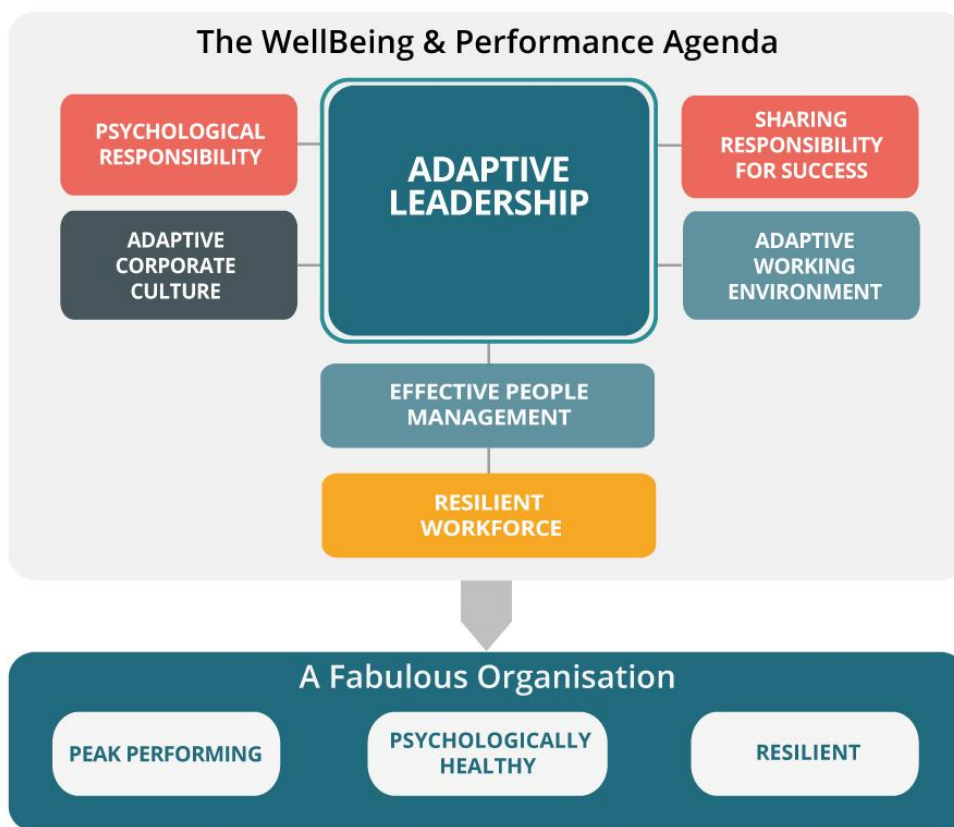 The WellBeing & Performance Agenda
PSYCHOLOGICAL
RESPONSIBILITY
ADAPTIVE
LEADERSHIP
SHARING
RESPONSIBILITY
FOR SUCCESS
ADAPTIVE
CORPORATE
CULTURE
ADAPTIVE
WORKING
ENVIRONMENT
EFFECTIVE PEOPLE
MANAGEMENT
RESILIENT
WORKFORCE
A Fabulous Organisation
PEAK PERFORMING
PSYCHOLOGICALLY
HEALTHY
RESILIENT